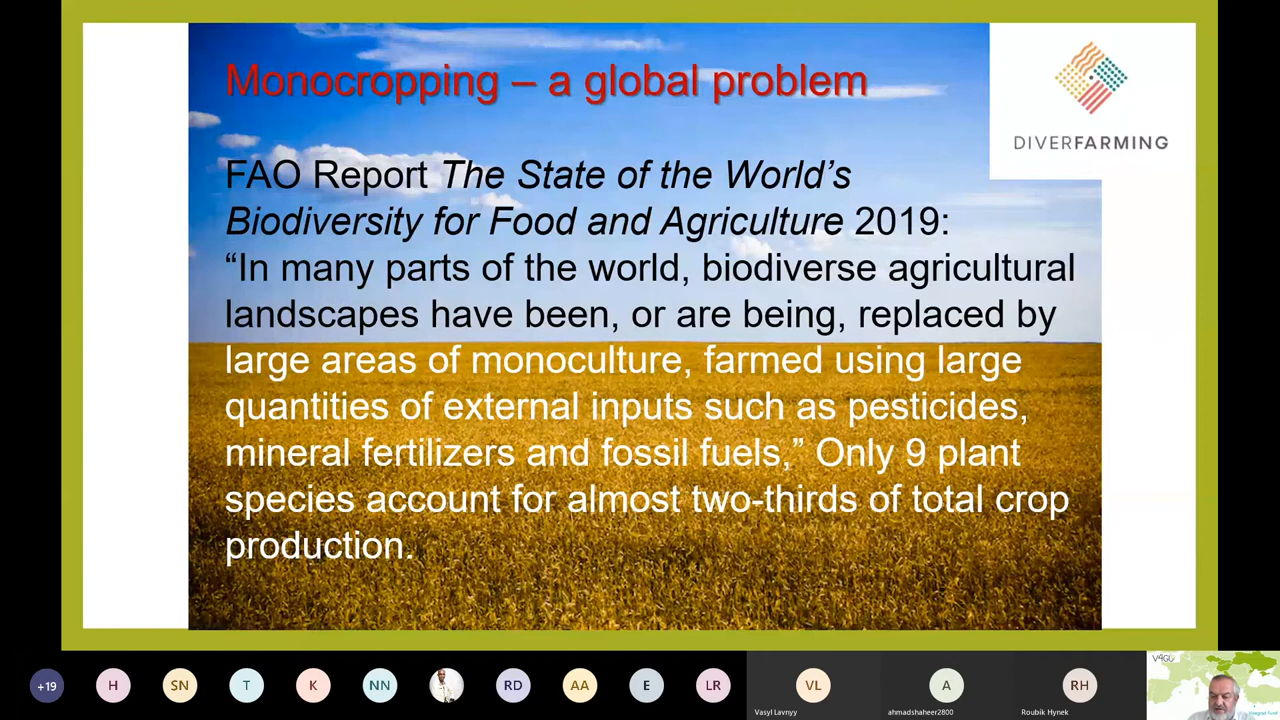 Monocropping – a global problem
DIVERFARMING
FAO Report The State of the World’s
Biodiversity for Food and Agriculture 2019:
“In many parts of the world, biodiverse agricultural
landscapes have been, or are being, replaced by
large areas of monoculture, farmed using large
quantities of external inputs such as pesticides,
mineral fertilizers and fossil fuels,” Only 9 plant
species account for almost two-thirds of total crop
production.
+19
H
SN
T
K
NN
RD
AA
E
LR
VL
A
RH
Vasyl Lavnyy
ahmadshaheer2800
Roubík Hynek
Visegrad Fund